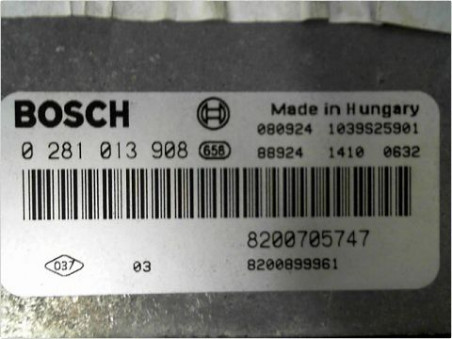 BOSCH
Made in Hungary
080924 1039S25901
0 281 013 908 658
88924 1410 0632
8200705747
D37 03 8200899961